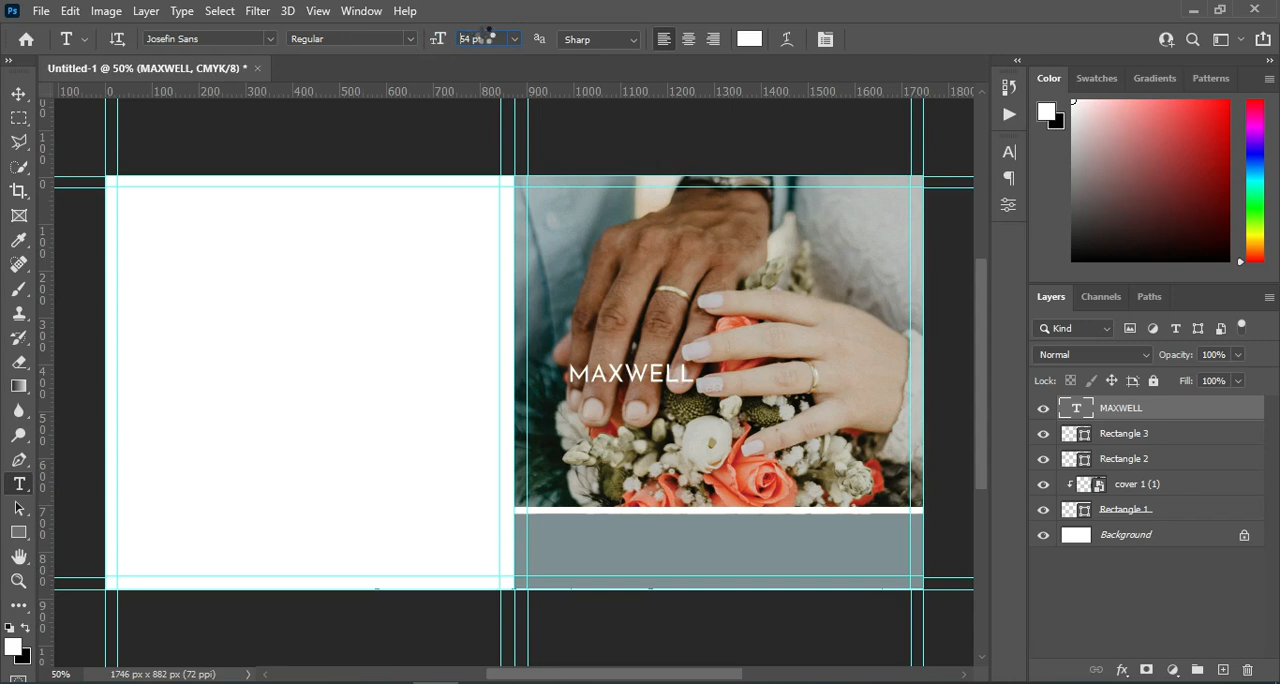 Ps File Edit Image Layer Type Select Filter 3D View Window Help
T Josefin Sans Regular 54 pt Sharp
Untitled-1 @ 50% (MAXWELL, CMYK/8) * ×
100 0 100 200 300 400 500 600 700 800 900 1000 1100 1200 1300 1400 1500 1600 1700 1800
Color Swatches Gradients Patterns
MAXWELL
Layers Channels Paths
Kind
Normal Opacity: 100%
Lock: Fill: 100%
MAXWELL
Rectangle 3
Rectangle 2
cover 1 (1)
Rectangle 1
Background
50% 1746 px x 882 px (72 ppi)